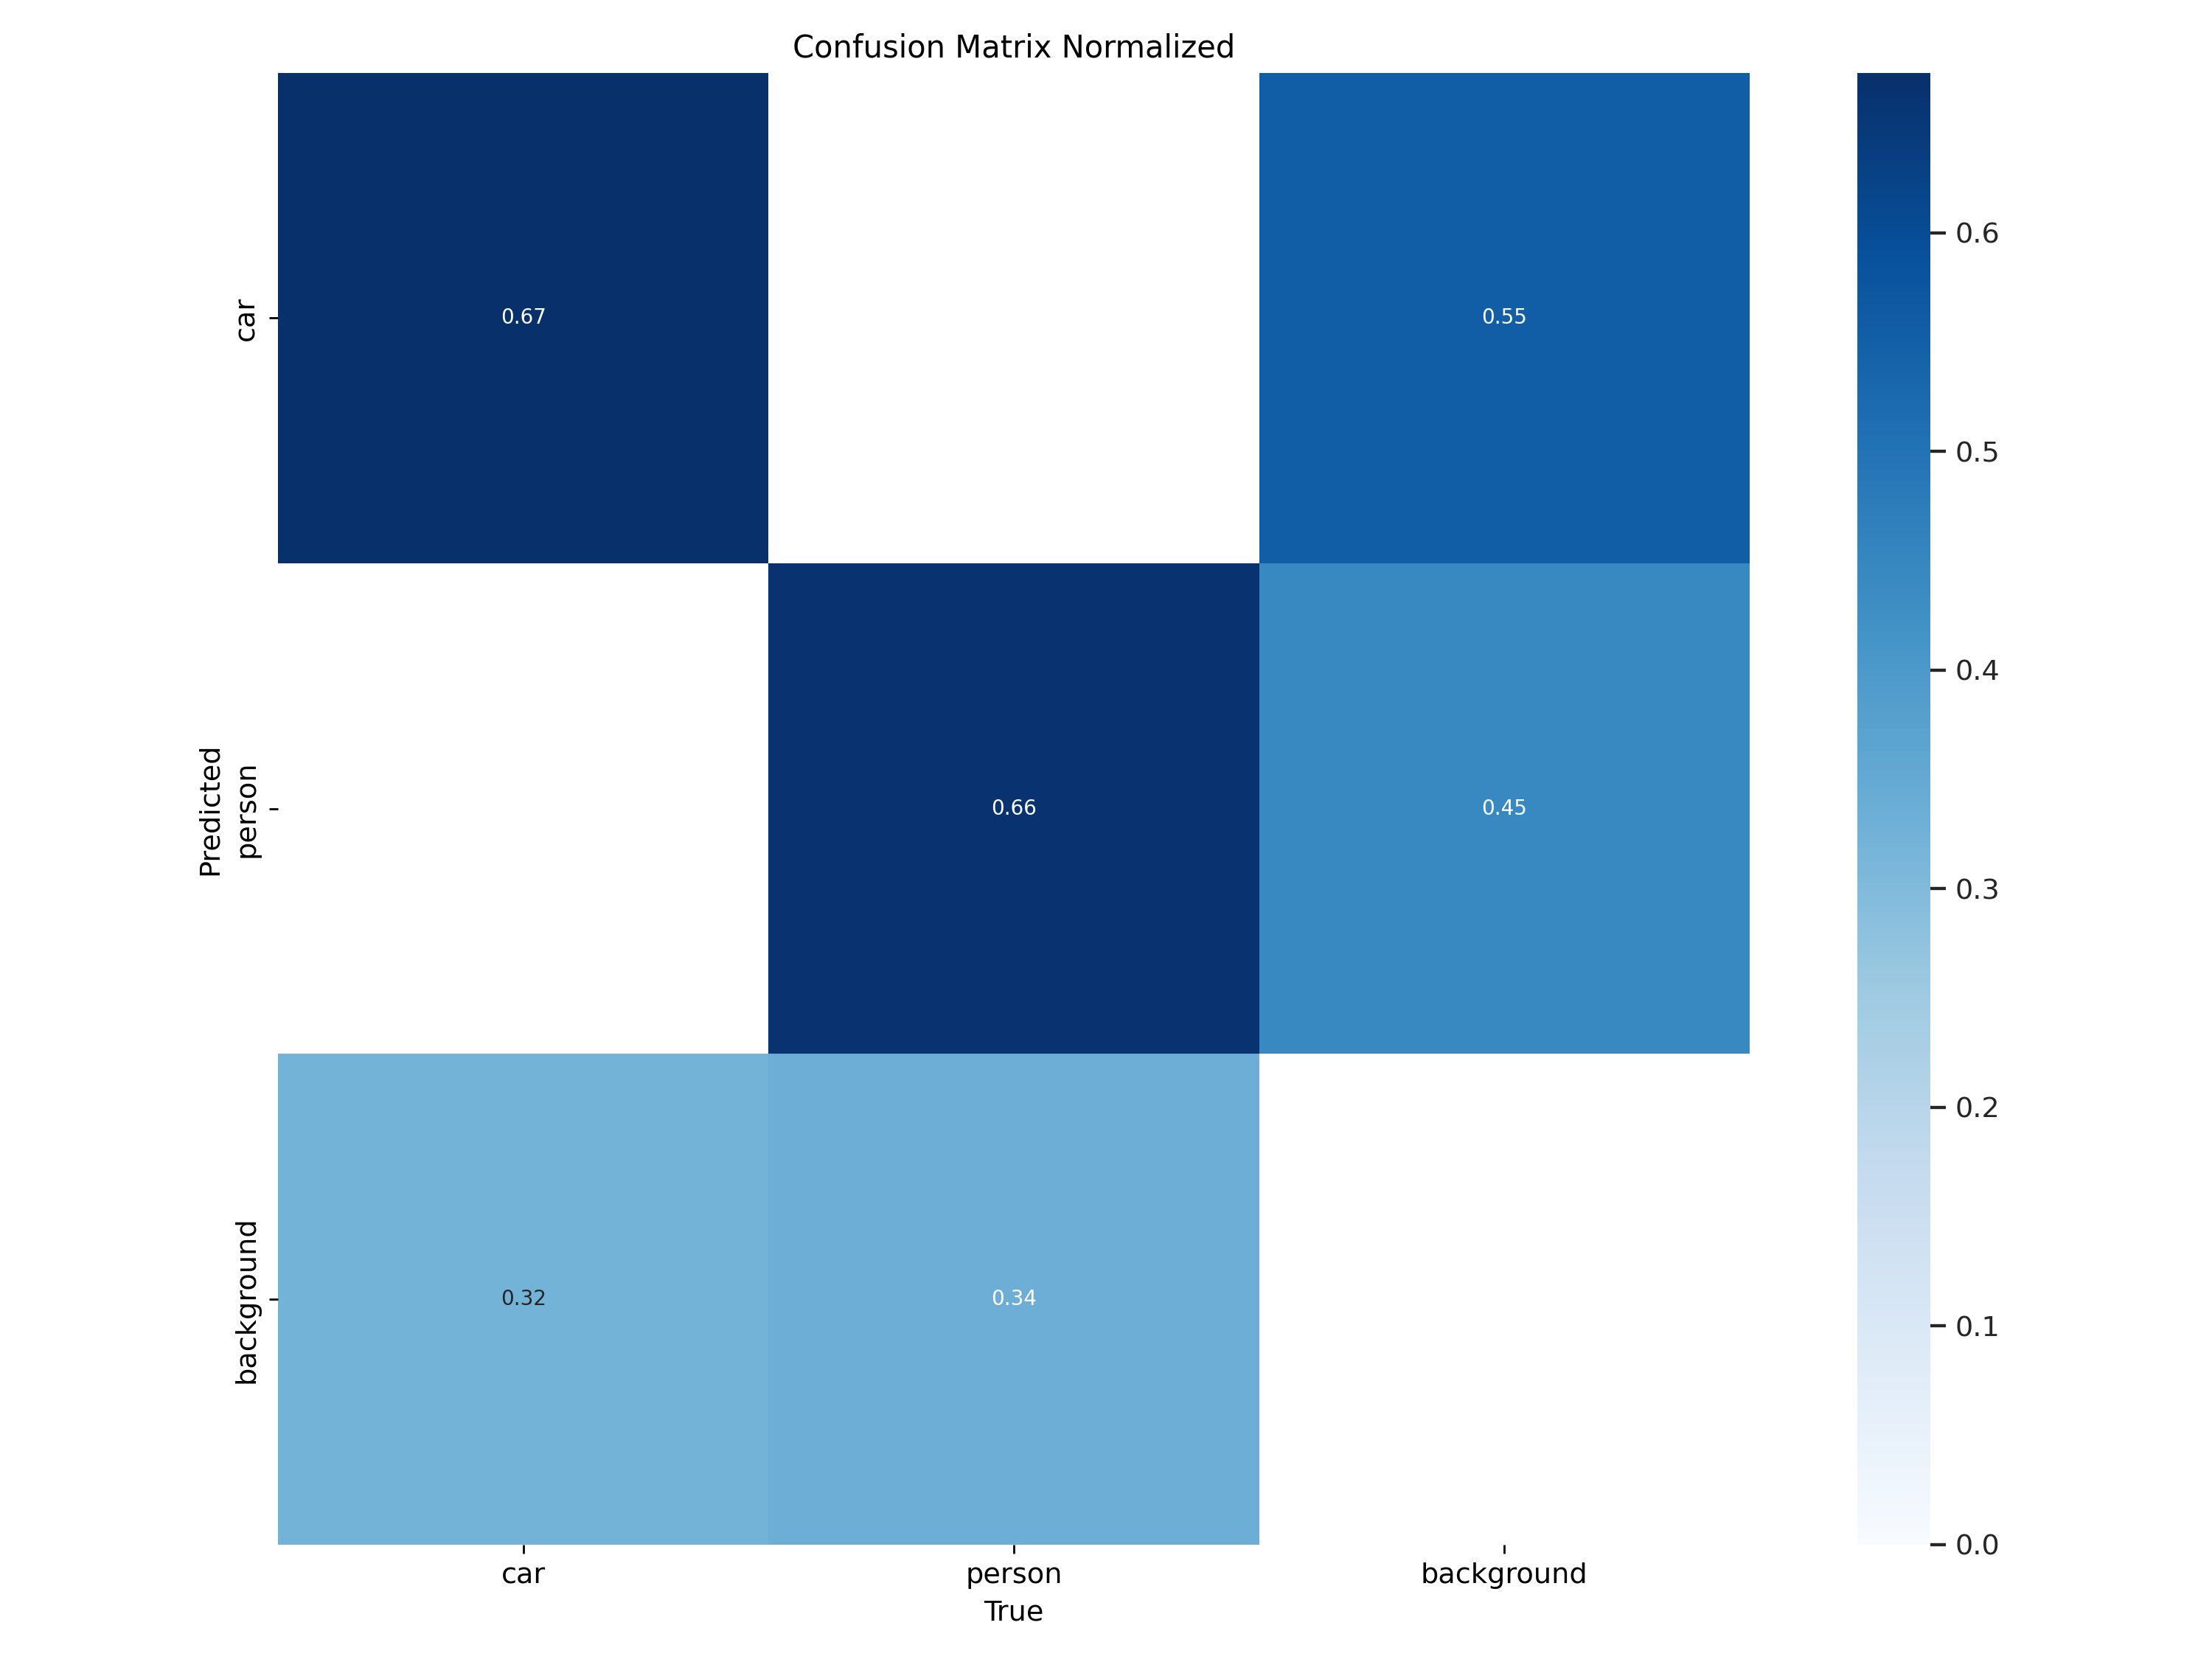 Confusion Matrix Normalized
car
person
background
Predicted
0.67
0.55
0.66
0.45
0.32
0.34
car
person
background
True
0.6
0.5
0.4
0.3
0.2
0.1
0.0